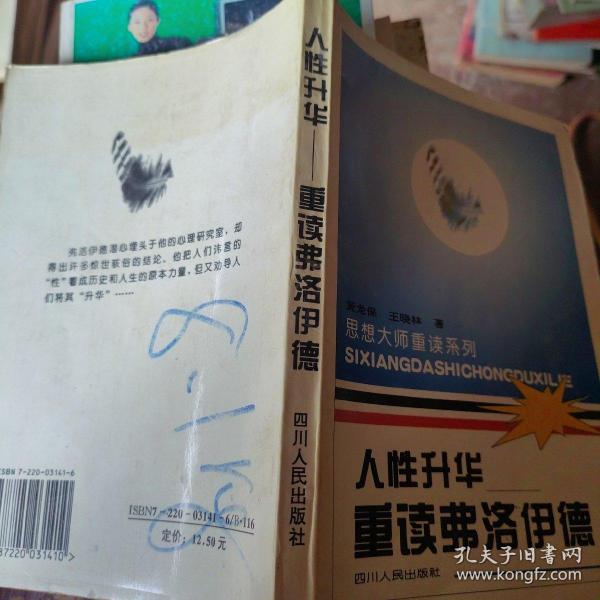 人性升华——重读弗洛伊德
四川人民出版社
弗洛伊德潜心埋头于他的心理研究室，却
得出许多惊世骇俗的结论。他把人们讳言的
"性"看成历史和人生的原本力量，但又劝导人
们将其"升华"……
ISBN 7-220-03141-6
ISBN7-220-03141-6/B·116
定价：12.50元
787220031410>
黄龙保 王晓林 著
思想大师重读系列
SIXIANGDASHICHONGDUXILIE
人性升华
重读弗洛伊德
四川人民出版社
孔夫子旧书网
www.kongfz.com